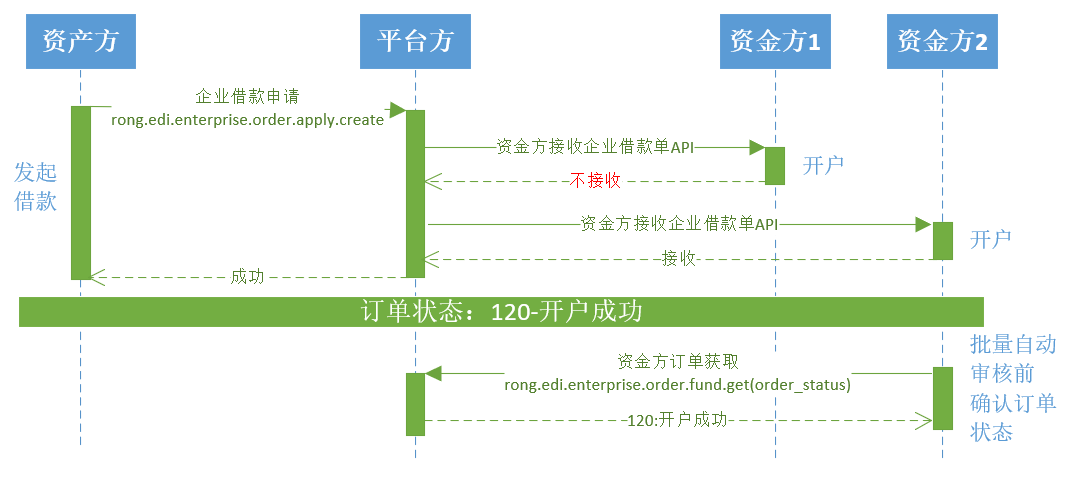 资产方
平台方
资金方1
资金方2
企业借款申请
rong.edi.enterprise.order.apply.create
资金方接收企业借款单API
开户
发起
借款
不接收
资金方接收企业借款单API
开户
接收
成功
订单状态：120-开户成功
批量自动
审核前
确认订单
状态
资金方订单获取
rong.edi.enterprise.order.fund.get(order_status)
120:开户成功